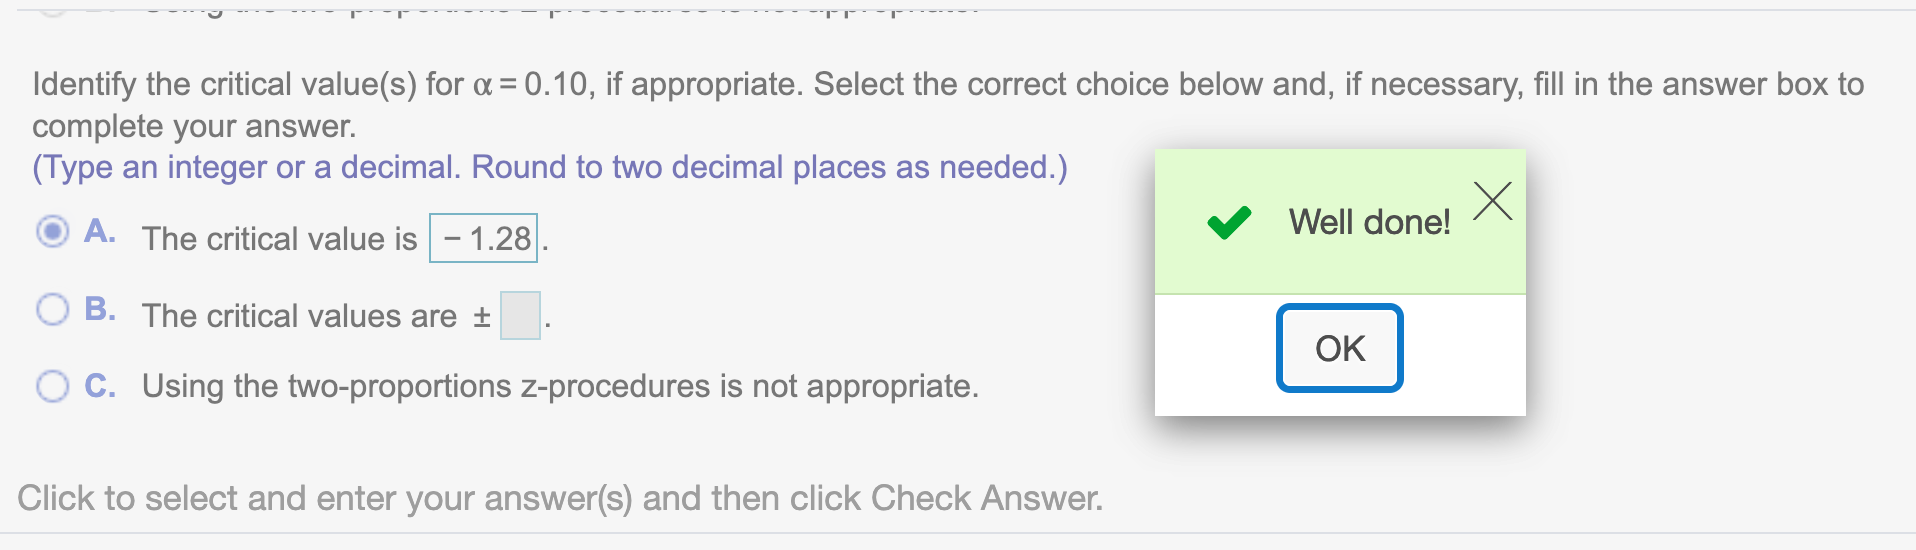 Identify the critical value(s) for α = 0.10, if appropriate. Select the correct choice below and, if necessary, fill in the answer box to
complete your answer.
(Type an integer or a decimal. Round to two decimal places as needed.)
A. The critical value is − 1.28 .
B. The critical values are ± .
C. Using the two-proportions z-procedures is not appropriate.
Well done!
OK
Click to select and enter your answer(s) and then click Check Answer.